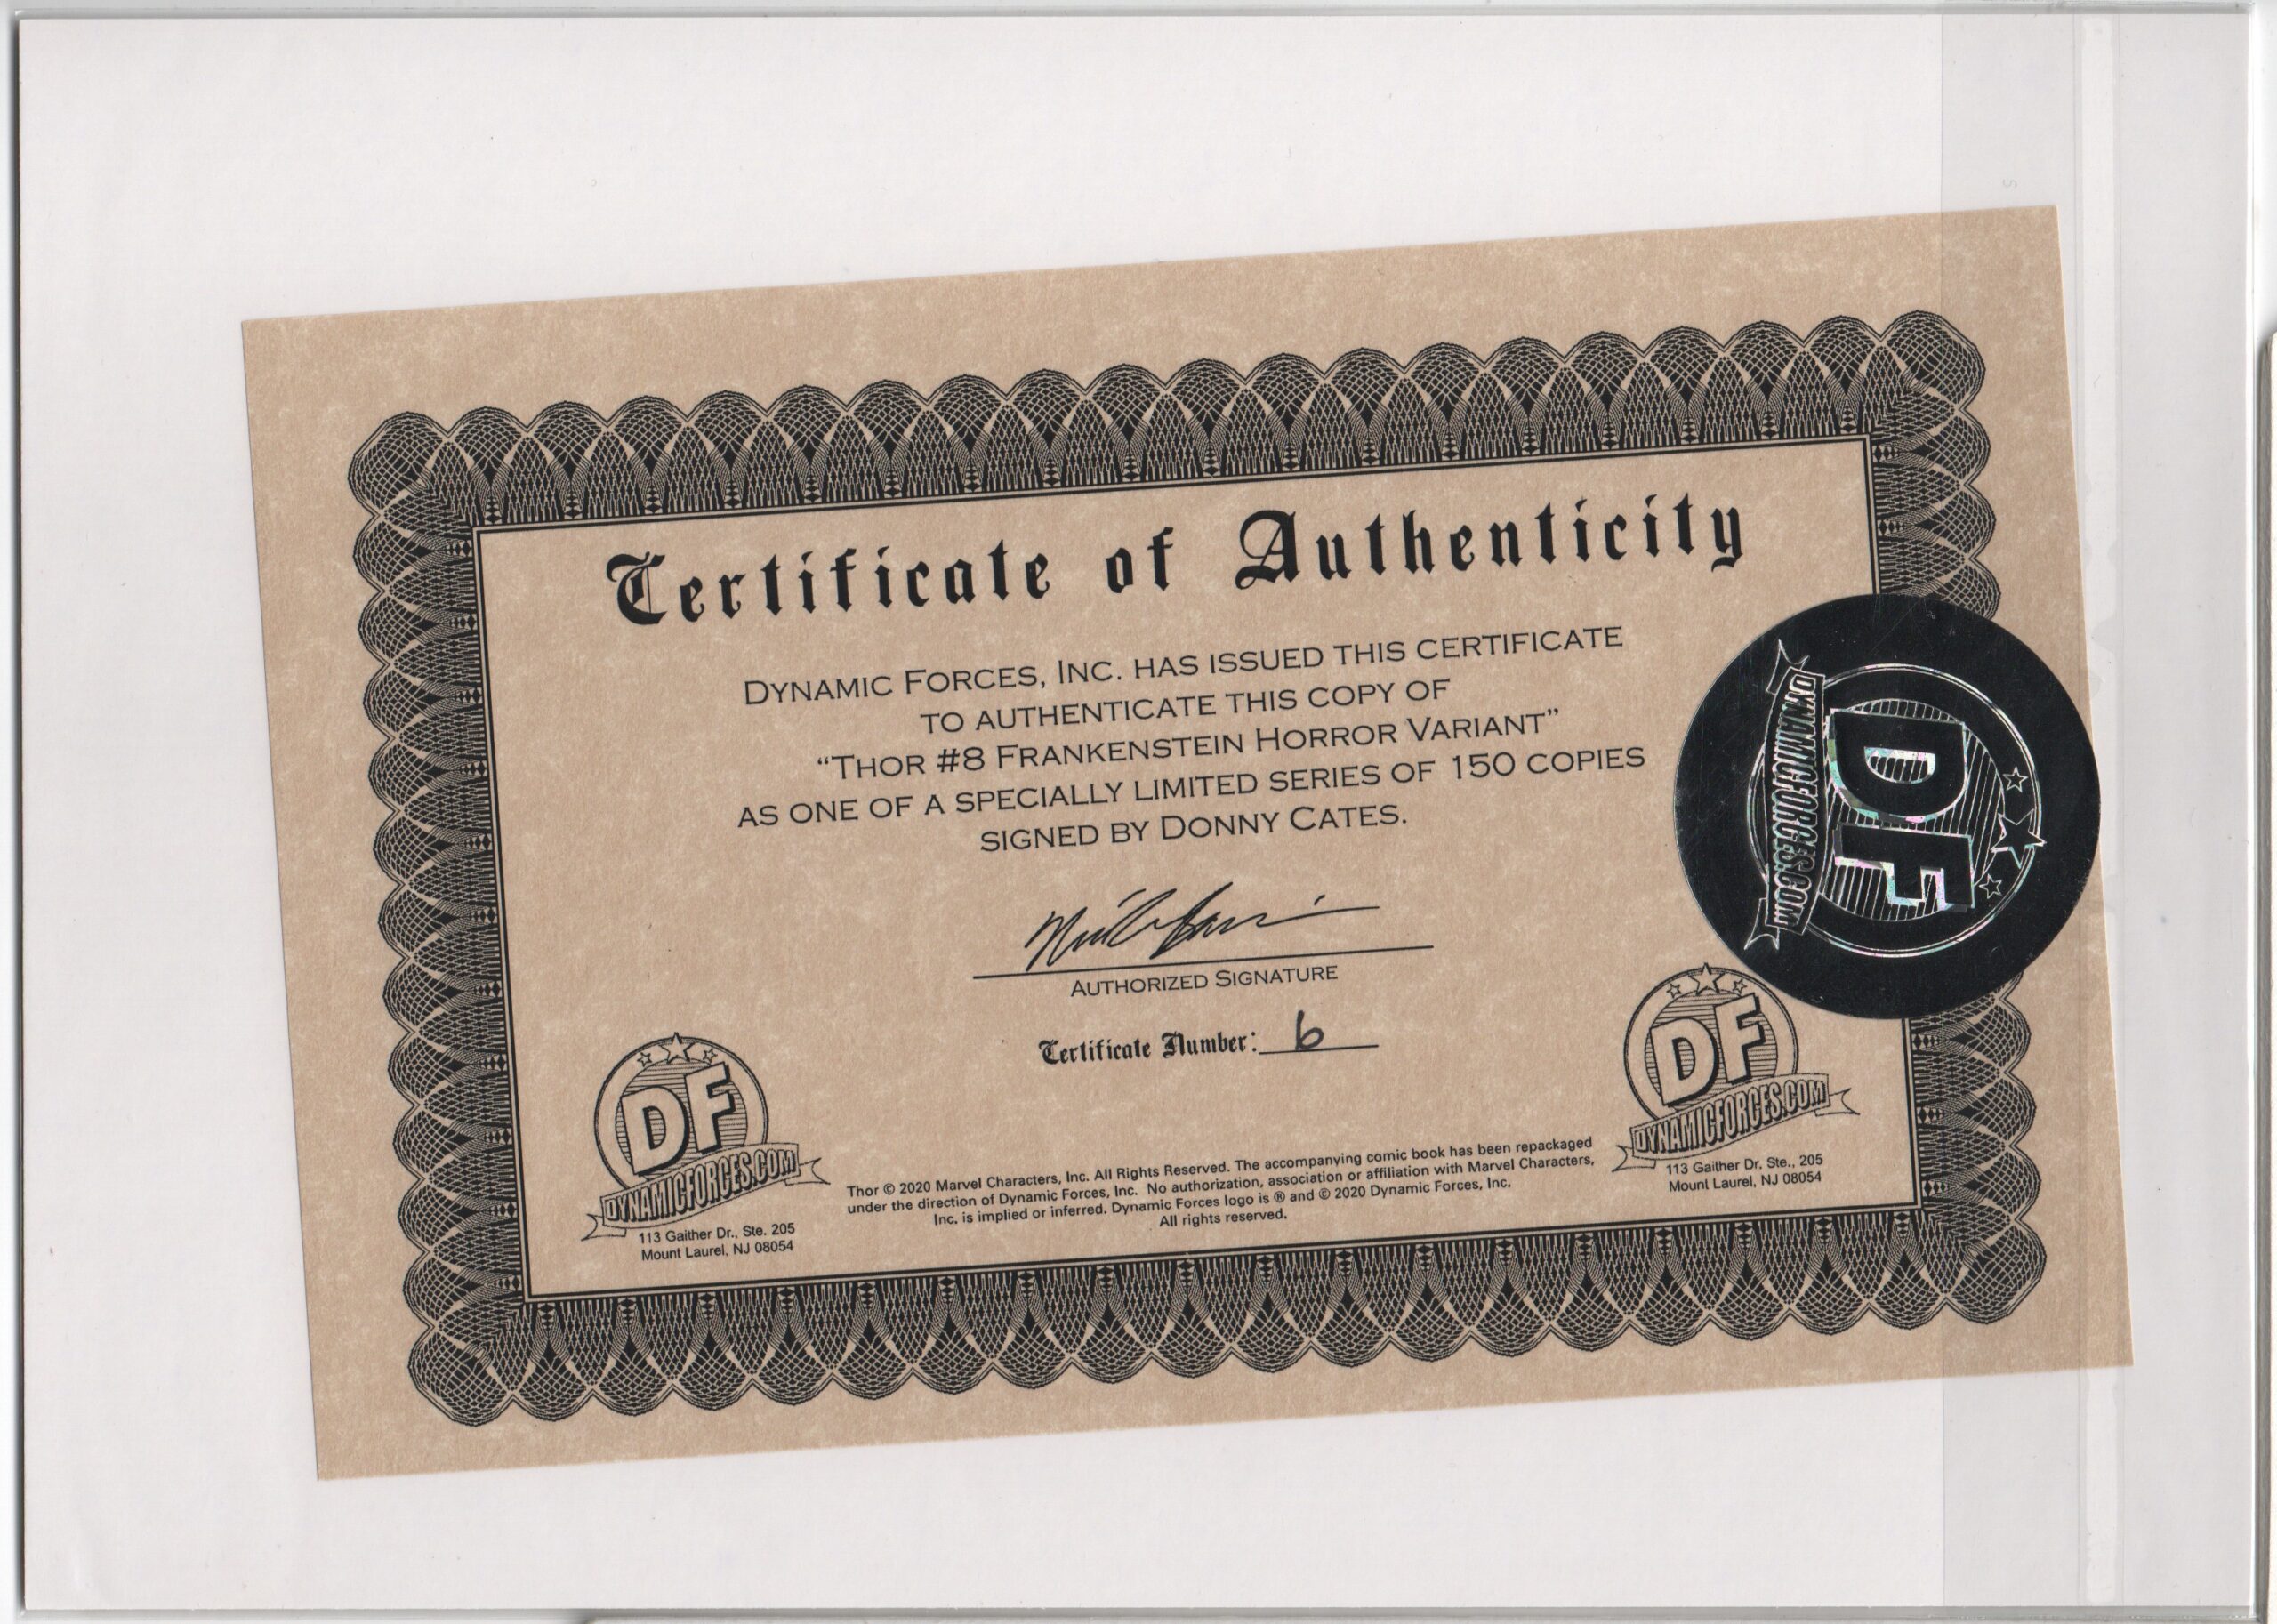 Certificate of Authenticity
DYNAMIC FORCES, INC. HAS ISSUED THIS CERTIFICATE
TO AUTHENTICATE THIS COPY OF
“THOR #8 FRANKENSTEIN HORROR VARIANT”
AS ONE OF A SPECIALLY LIMITED SERIES OF 150 COPIES
SIGNED BY DONNY CATES.
AUTHORIZED SIGNATURE
Certificate Number: 6
DF
DYNAMICFORCES.COM
113 Gaither Dr., Ste. 205
Mount Laurel, NJ 08054
Thor © 2020 Marvel Characters, Inc. All Rights Reserved. The accompanying comic book has been repackaged
under the direction of Dynamic Forces, Inc. No authorization, association or affiliation with Marvel Characters,
Inc. is implied or inferred. Dynamic Forces logo is ® and © 2020 Dynamic Forces, Inc.
All rights reserved.
DF
DYNAMICFORCES.COM
113 Gaither Dr. Ste., 205
Mount Laurel, NJ 08054
DF
DYNAMICFORCES.COM